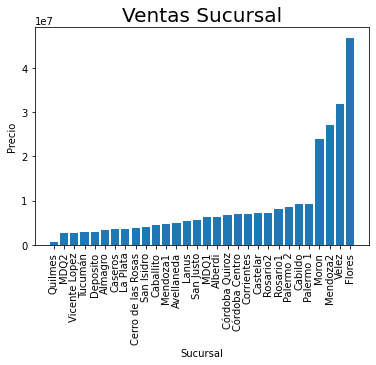 Ventas Sucursal
1e7
4
3
2
1
0
Precio
Quilmes
MDQ2
Vicente Lopez
Tucuman
Deposito
Almagro
Caseros
La Plata
Cerro de las Rosas
San Isidro
Caballito
Mendoza1
Avellaneda
Lanus
San Justo
MDQ1
Alberdi
Córdoba Quiroz
Córdoba Centro
Corrientes
Castelar
Rosario2
Rosario1
Palermo 2
Cabildo
Palermo 1
Moron
Mendoza2
Velez
Flores
Sucursal